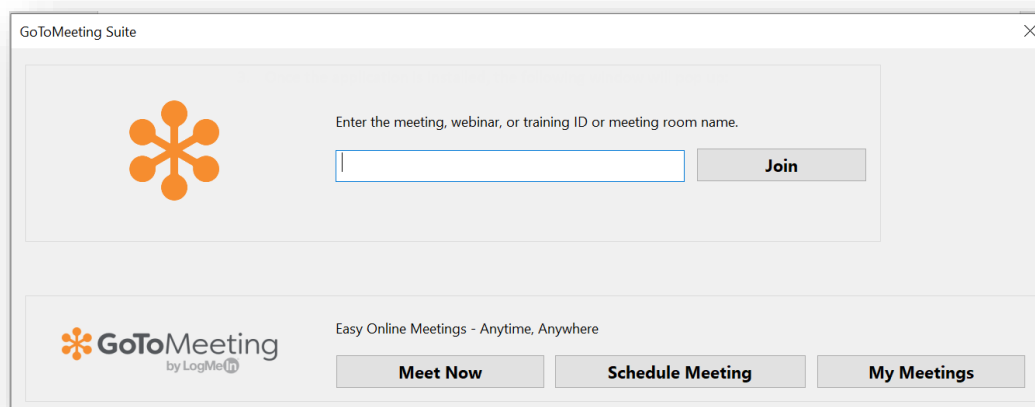 GoToMeeting Suite
Enter the meeting, webinar, or training ID or meeting room name.
Join
GoToMeeting
by LogMeIn
Easy Online Meetings - Anytime, Anywhere
Meet Now
Schedule Meeting
My Meetings